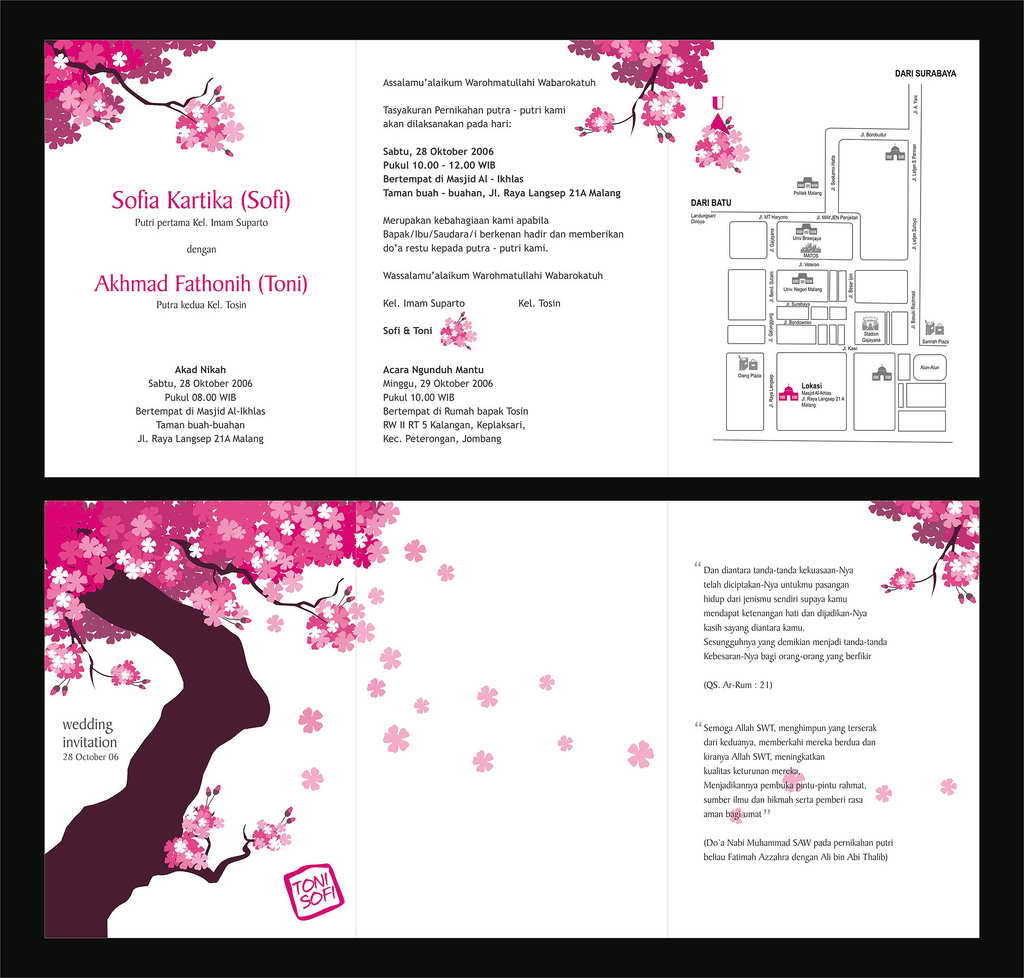 Sofia Kartika (Sofi)
Putri pertama Kel. Imam Suparto
dengan
Akhmad Fathonih (Toni)
Putra kedua Kel. Tosin
Akad Nikah
Sabtu, 28 Oktober 2006
Pukul 08.00 WIB
Bertempat di Masjid Al-Ikhlas
Taman buah-buahan
Jl. Raya Langsep 21A Malang
Assalamu'alaikum Warohmatullahi Wabarokatuh
Tasyakuran Pernikahan putra - putri kami
akan dilaksanakan pada hari:
Sabtu, 28 Oktober 2006
Pukul 10.00 - 12.00 WIB
Bertempat di Masjid Al - Ikhlas
Taman buah - buahan, Jl. Raya Langsep 21A Malang
Merupakan kebahagiaan kami apabila
Bapak/Ibu/Saudara/i berkenan hadir dan memberikan
do'a restu kepada putra - putri kami.
Wassalamu'alaikum Warohmatullahi Wabarokatuh
Kel. Imam Suparto Kel. Tosin
Sofi & Toni
Acara Ngunduh Mantu
Minggu, 29 Oktober 2006
Pukul 10.00 WIB
Bertempat di Rumah bapak Tosin
RW II RT 5 Kalangan, Keplaksari,
Kec. Peterongan, Jombang
U
DARI SURABAYA
Jl. A. Yani
Jl. Borobudur
Jl. Soekarno-Hatta
Jl. Letjen S Parman
Politek Malang
DARI BATU
Landungsari/
Dinoyo
Jl. MT Haryono
Jl. MAYJEN Panjaitan
Jl. Gajayana
Univ Brawijaya
MATOS
Jl. Letjen Sutoyo
Jl. Veteran
Jl. Bend. Sutami
Univ. Negeri Malang
Jl. Besar Ijen
Jl. Surabaya
Jl. Basuki Rachmad
Jl. Galunggung
Jl. Bondowoso
Stadion
Gajayana
Sarinah Plaza
Jl. Kawi
Dieng Plaza
Jl. Raya Langsep
Lokasi
Masjid Al-Ikhlas
Jl. Raya Langsep 21 A
Malang
Alun-Alun
wedding
invitation
28 October 06
TONI
SOFI
“ Dan diantara tanda-tanda kekuasaan-Nya
telah diciptakan-Nya untukmu pasangan
hidup dari jenismu sendiri supaya kamu
mendapat ketenangan hati dan dijadikan-Nya
kasih sayang diantara kamu.
Sesungguhnya yang demikian menjadi tanda-tanda
Kebesaran-Nya bagi orang-orang yang berfikir
(QS. Ar-Rum : 21)
“ Semoga Allah SWT, menghimpun yang terserak
dari keduanya, memberkahi mereka berdua dan
kiranya Allah SWT, meningkatkan
kualitas keturunan mereka,
Menjadikannya pembuka pintu-pintu rahmat,
sumber ilmu dan hikmah serta pemberi rasa
aman bagi umat ”
(Do'a Nabi Muhammad SAW pada pernikahan putri
beliau Fatimah Azzahra dengan Ali bin Abi Thalib)